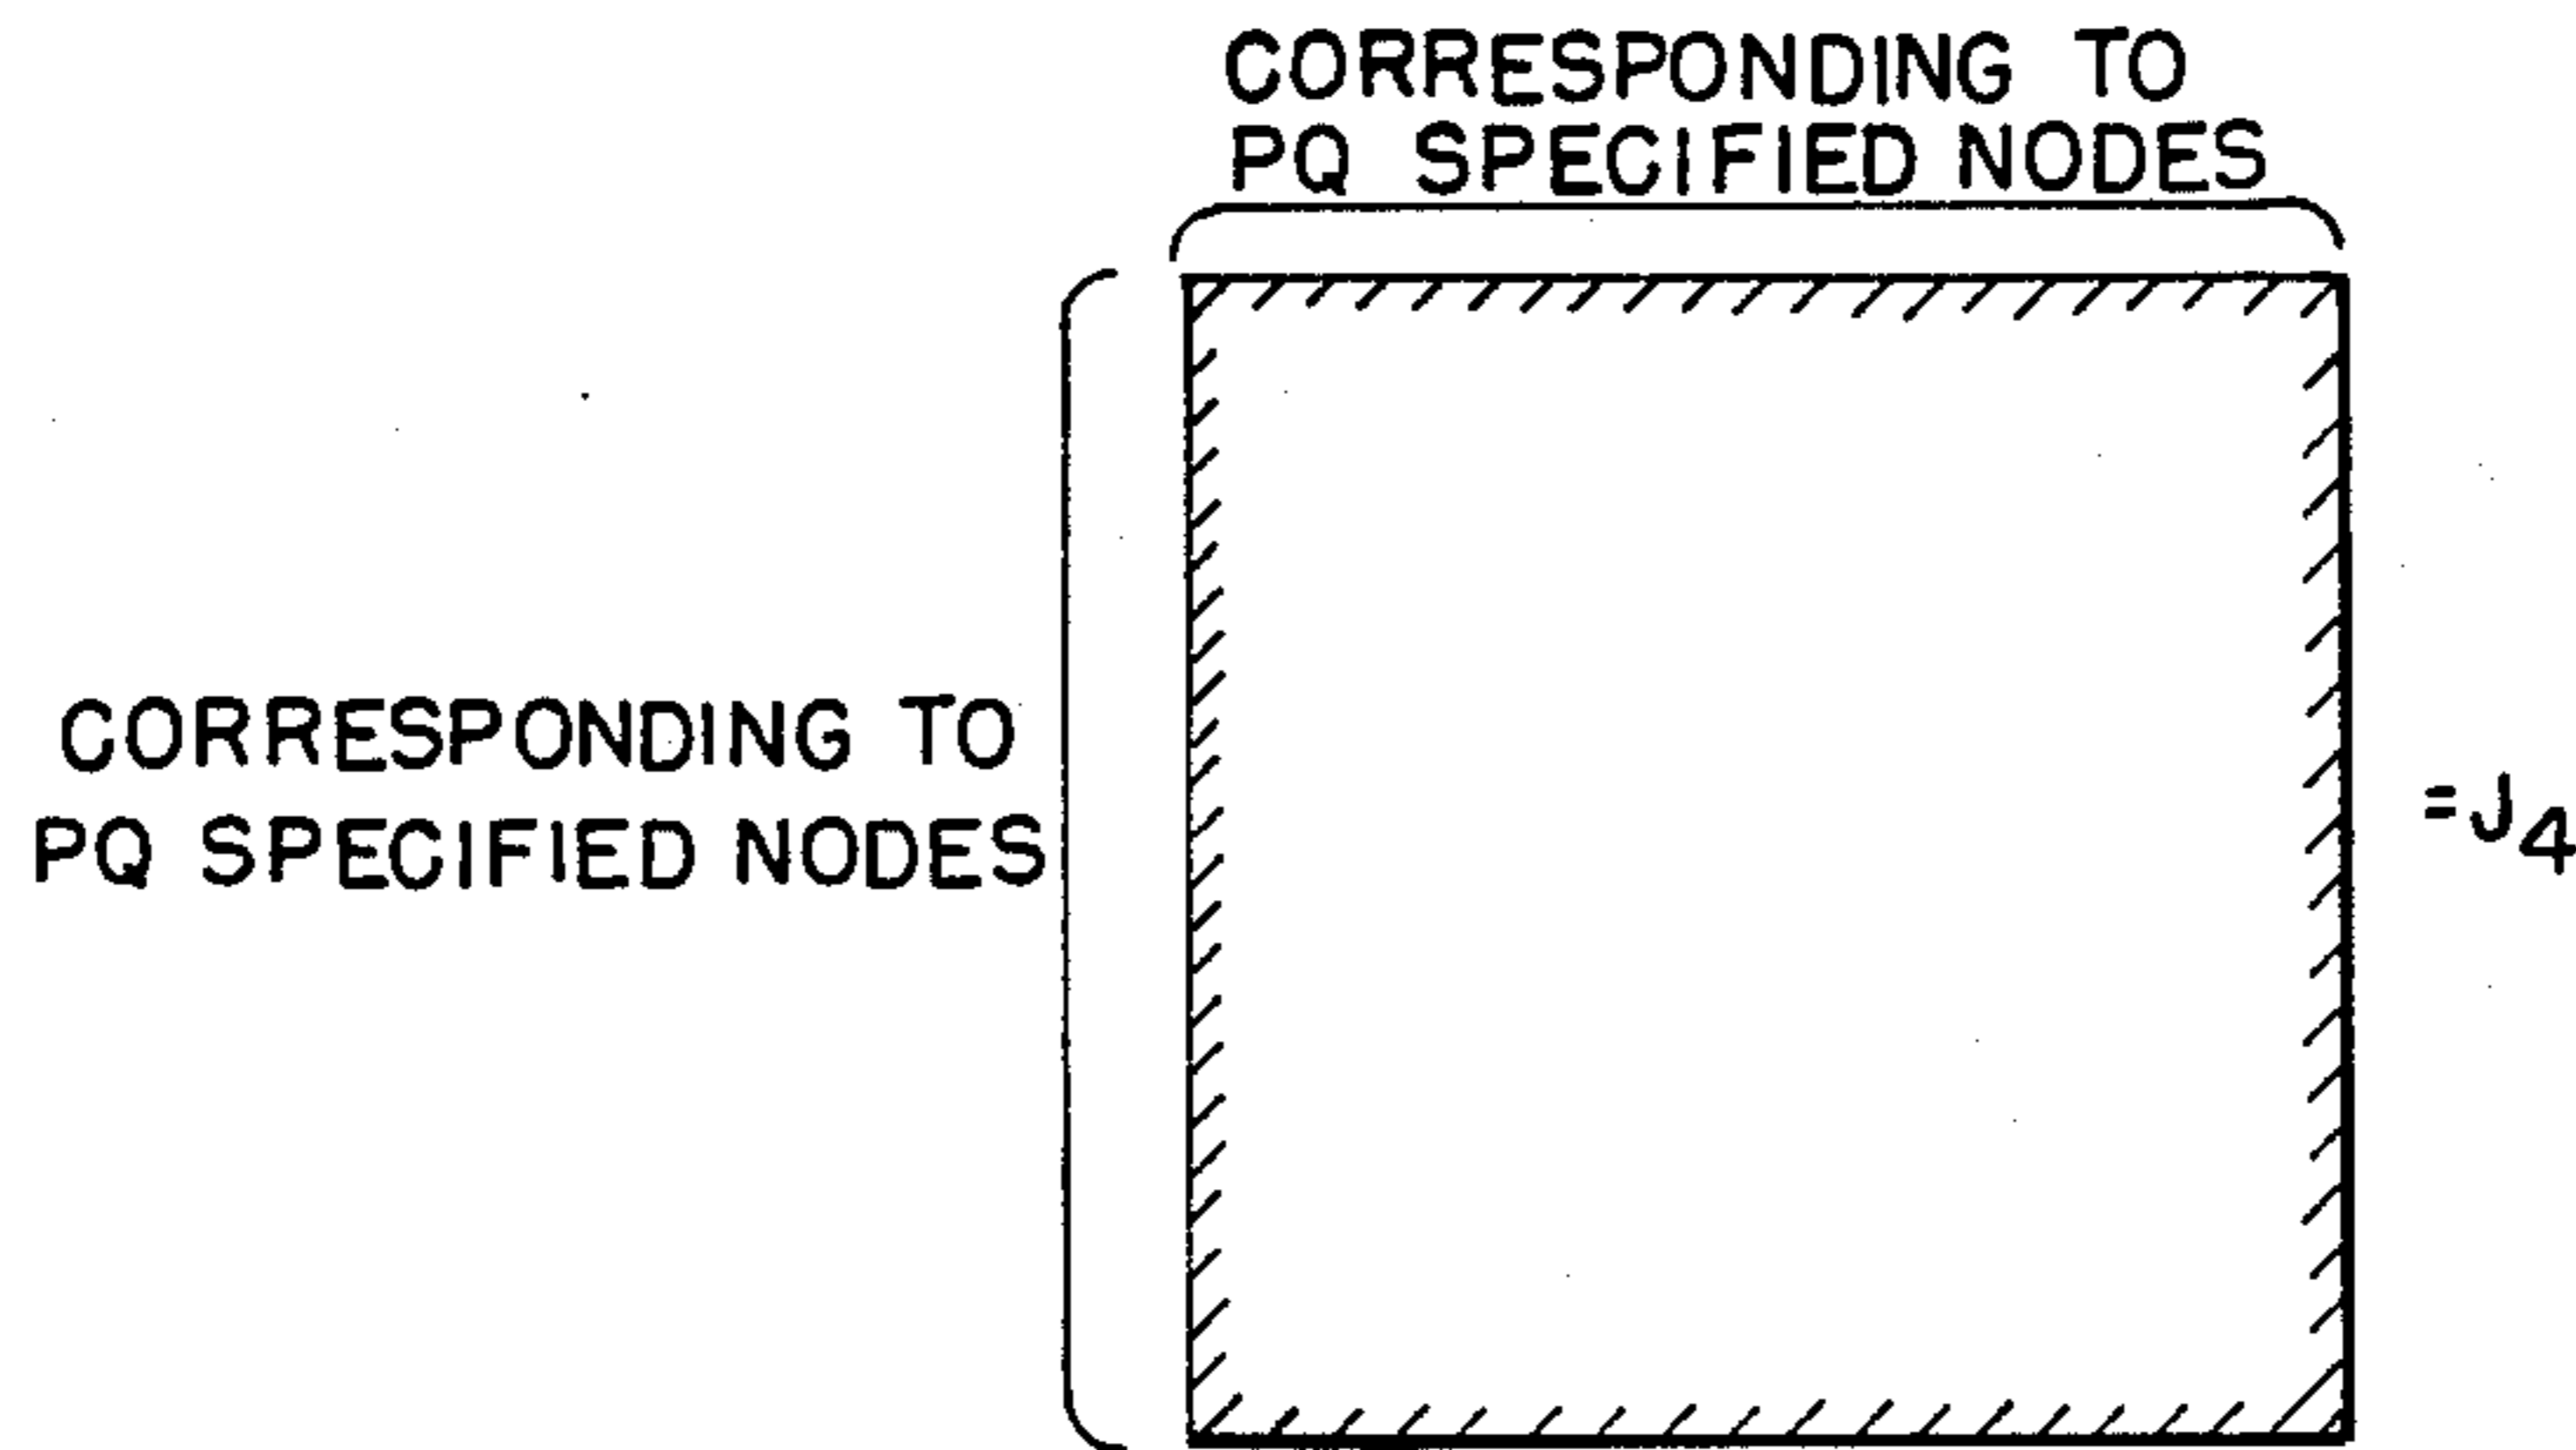 CORRESPONDING TO
PQ SPECIFIED NODES
CORRESPONDING TO
PQ SPECIFIED NODES
=J4